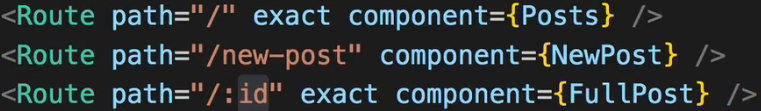 <Route path="/" exact component={Posts} />
<Route path="/new-post" component={NewPost} />
<Route path="/:id" exact component={FullPost} />